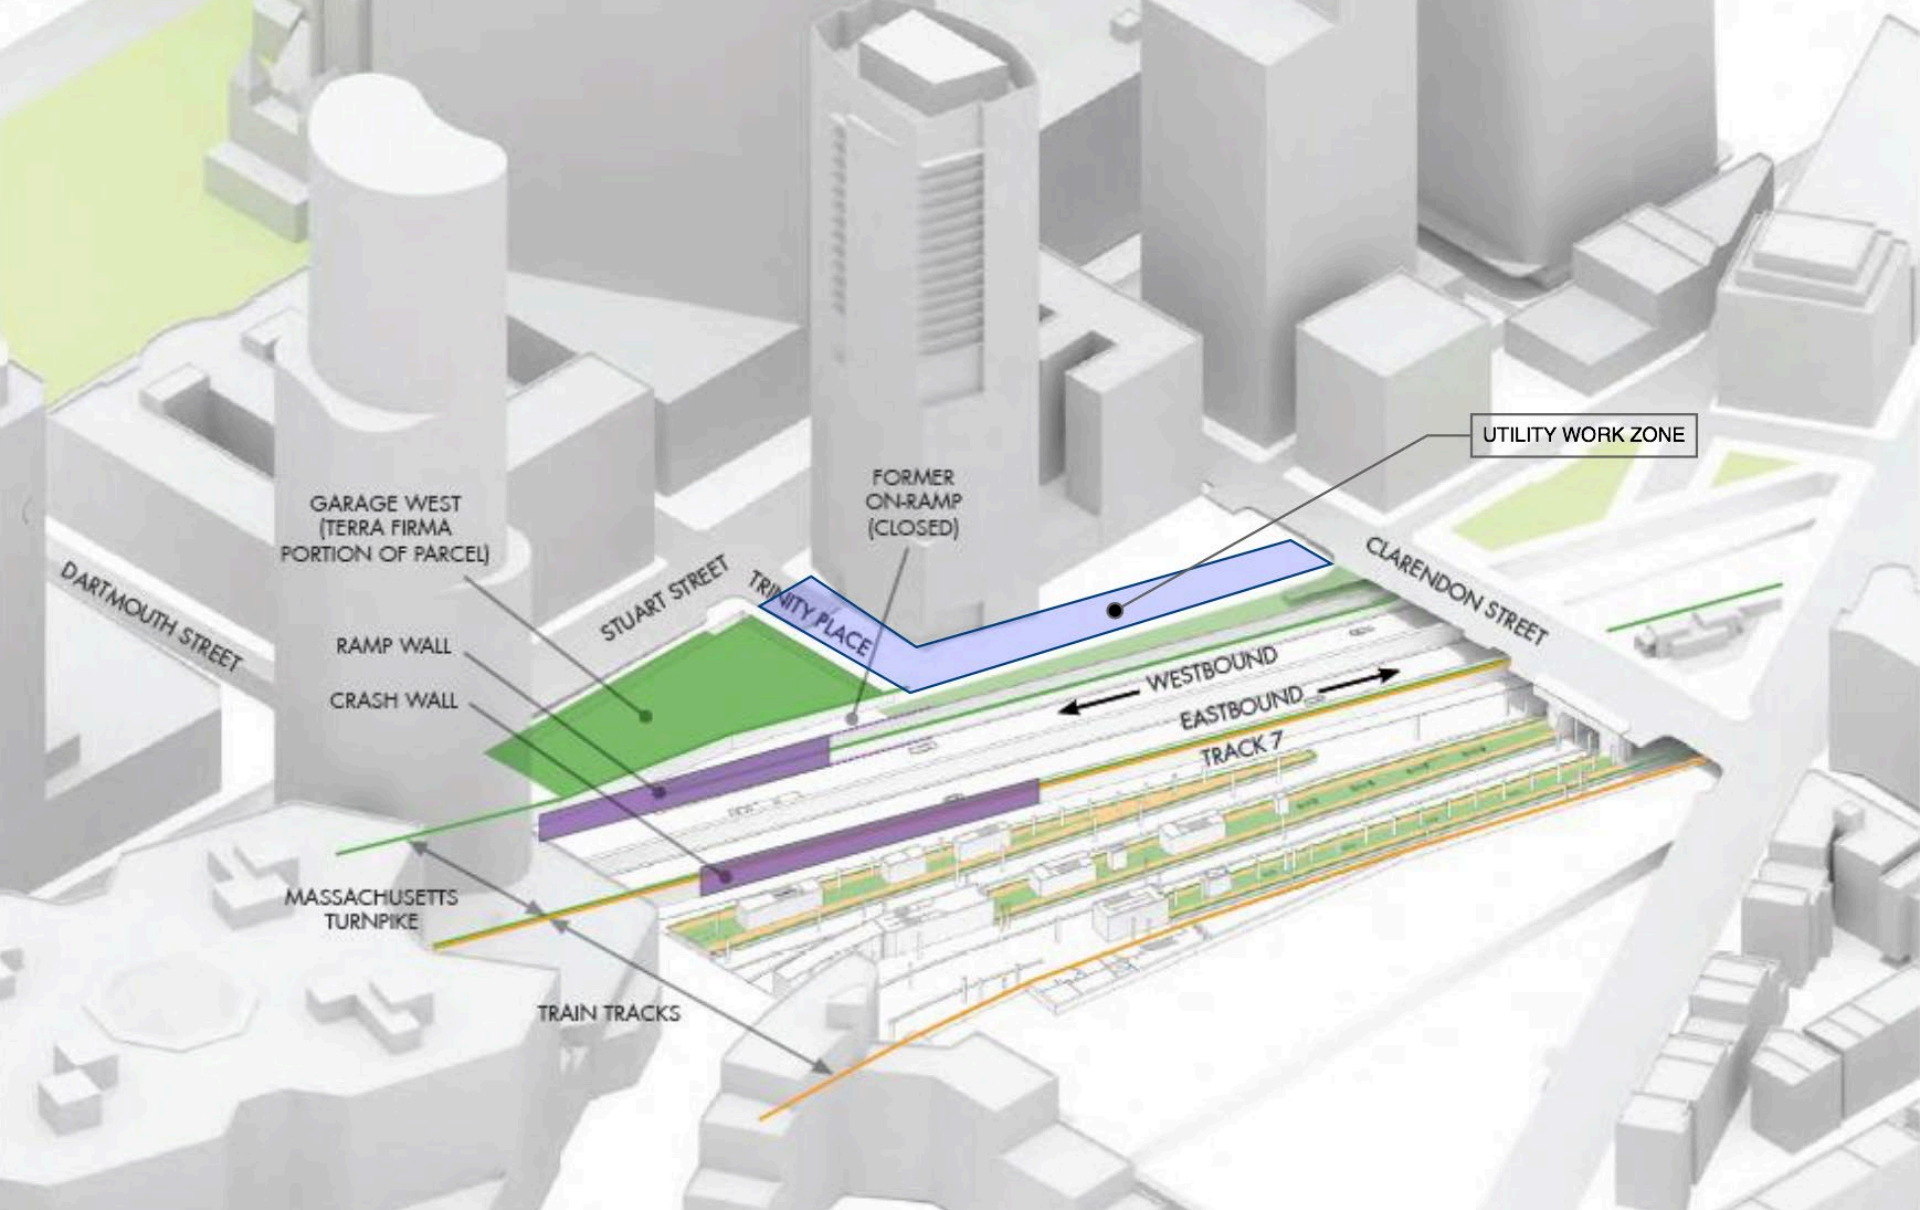 UTILITY WORK ZONE
FORMER
ON-RAMP
(CLOSED)
GARAGE WEST
(TERRA FIRMA
PORTION OF PARCEL)
CLARENDON STREET
DARTMOUTH STREET
STUART STREET
TRINITY PLACE
RAMP WALL
CRASH WALL
WESTBOUND
EASTBOUND
TRACK 7
MASSACHUSETTS
TURNPIKE
TRAIN TRACKS